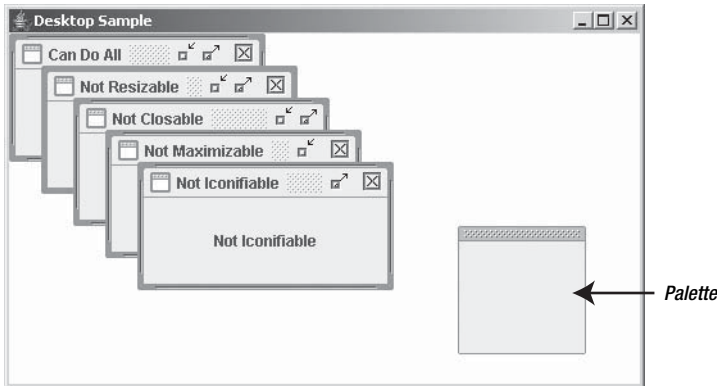 Desktop Sample
Can Do All
Not Resizable
Not Closable
Not Maximizable
Not Iconifiable
Not Iconifiable
Palette